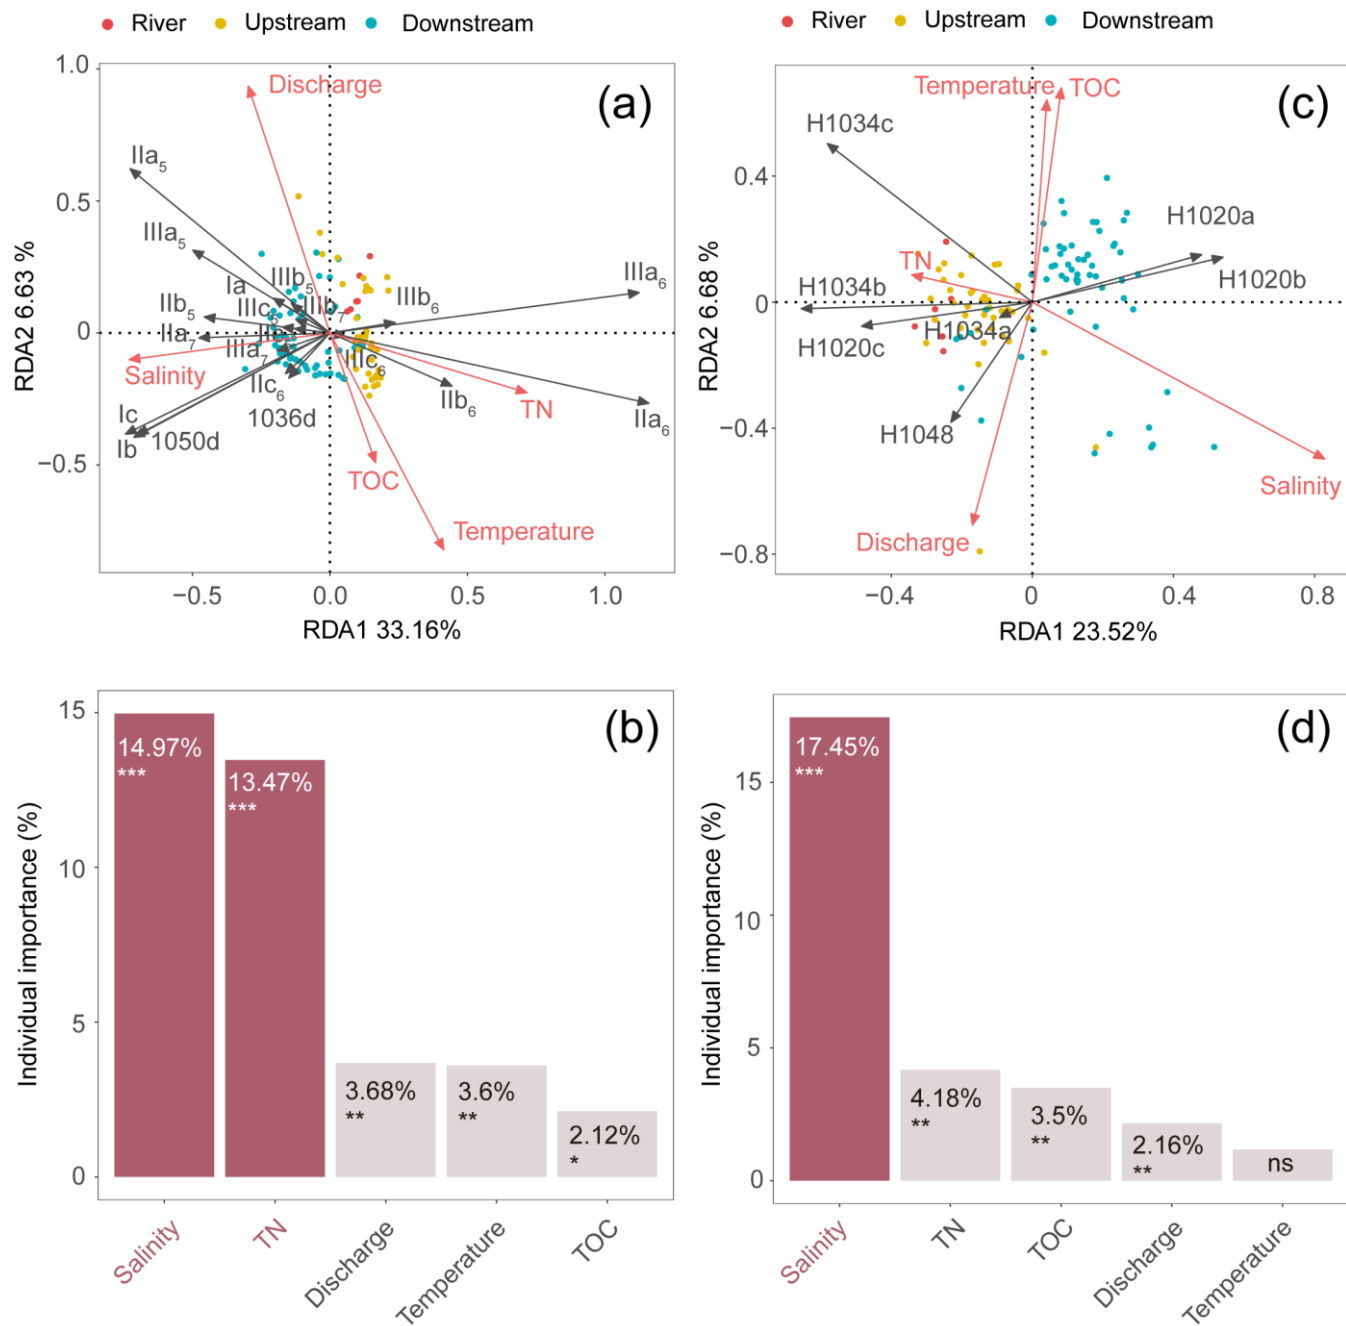 River Upstream Downstream
1.0
0.5
0
−0.5
RDA2 6.63 %
(a)
Discharge
IIa5
IIIa5
IIIb5
Ia
IIb5
IIIc5
IIIb7
IIIb6
IIIa6
IIa7
IIIa7
IIIc6
Salinity
IIc6
IIb6
TN
IIa6
Ic
1036d
1050d
Ib
TOC
Temperature
−0.5 0.0 0.5 1.0
RDA1 33.16%
River Upstream Downstream
0.4
0
−0.4
−0.8
RDA2 6.68 %
(c)
Temperature TOC
H1034c
H1020a
TN
H1020b
H1034b
H1034a
H1020c
H1048
Salinity
Discharge
−0.4 0 0.4 0.8
RDA1 23.52%
15
10
5
0
Individual importance (%)
(b)
14.97%
***
13.47%
***
3.68%
**
3.6%
**
2.12%
*
Salinity
TN
Discharge
Temperature
TOC
15
10
5
0
Individual importance (%)
(d)
17.45%
***
4.18%
**
3.5%
**
2.16%
**
ns
Salinity
TN
TOC
Discharge
Temperature